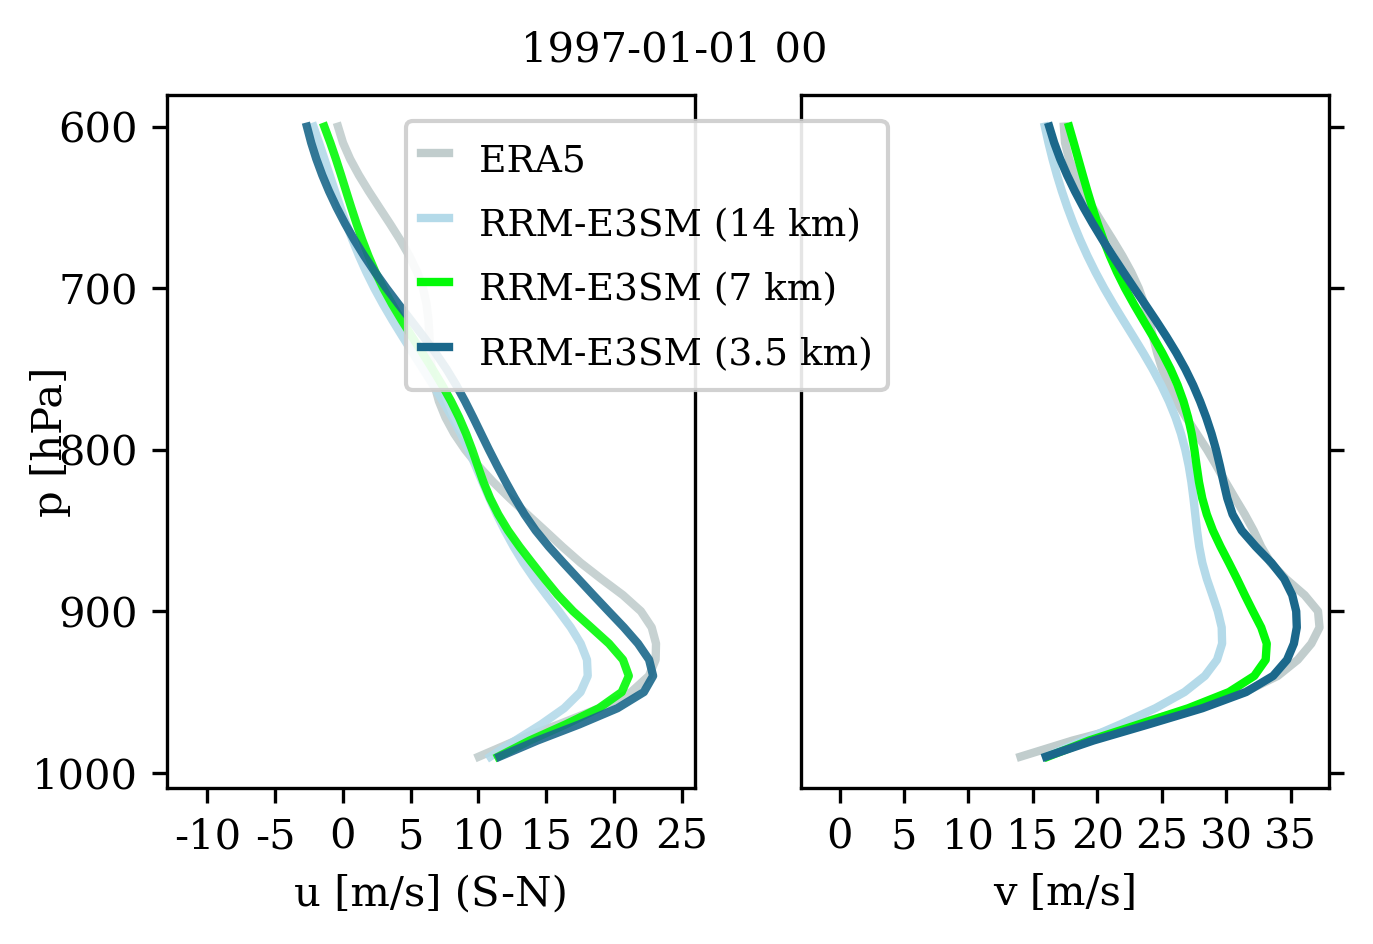 1997-01-01 00
600
700
800
900
1000
p [hPa]
ERA5
RRM-E3SM (14 km)
RRM-E3SM (7 km)
RRM-E3SM (3.5 km)
-10 -5 0 5 10 15 20 25
u [m/s] (S-N)
0 5 10 15 20 25 30 35
v [m/s]